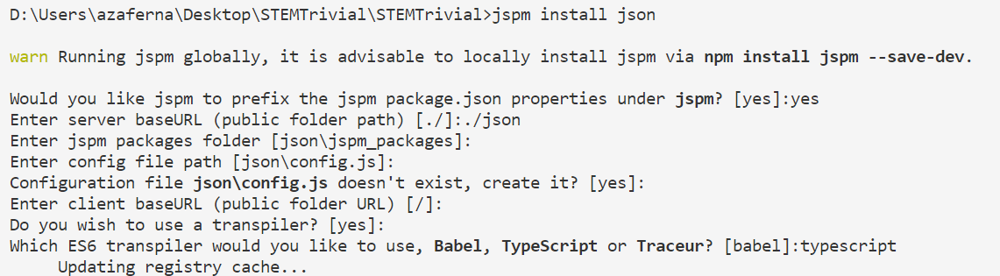 D:\Users\azaferna\Desktop\STEMTrivial\STEMTrivial>jspm install json
warn Running jspm globally, it is advisable to locally install jspm via npm install jspm --save-dev.
Would you like jspm to prefix the jspm package.json properties under jspm? [yes]:yes
Enter server baseURL (public folder path) [./]:./json
Enter jspm packages folder [json\jspm_packages]:
Enter config file path [json\config.js]:
Configuration file json\config.js doesn't exist, create it? [yes]:
Enter client baseURL (public folder URL) [/]:
Do you wish to use a transpiler? [yes]:
Which ES6 transpiler would you like to use, Babel, TypeScript or Traceur? [babel]:typescript
Updating registry cache...